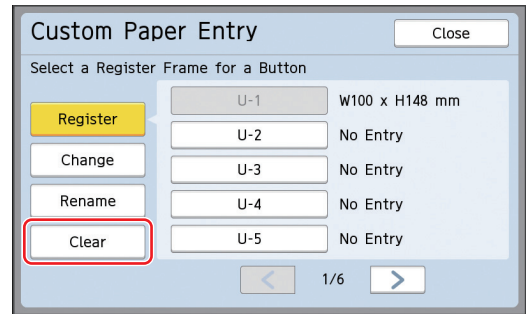 Custom Paper Entry
Close
Select a Register Frame for a Button
Register
Change
Rename
Clear
U-1 W100 x H148 mm
U-2 No Entry
U-3 No Entry
U-4 No Entry
U-5 No Entry
< 1/6 >